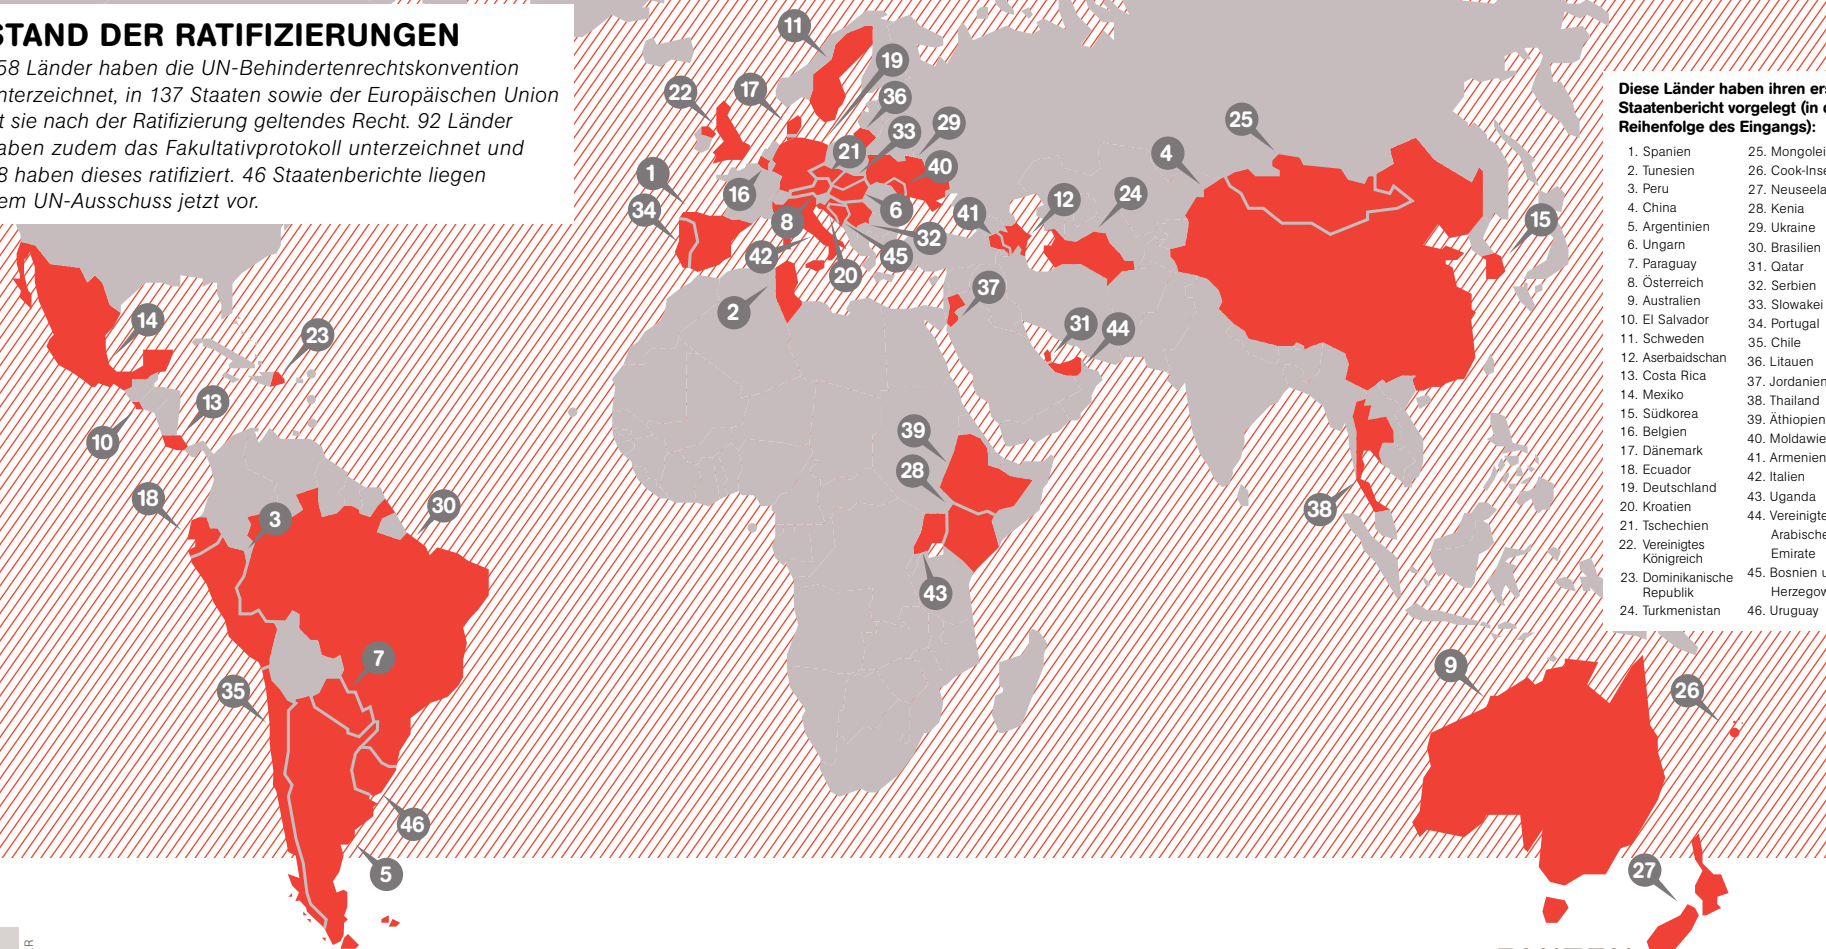 STAND DER RATIFIZIERUNGEN
58 Länder haben die UN-Behindertenrechtskonvention
nterzeichnet, in 137 Staaten sowie der Europäischen Union
t sie nach der Ratifizierung geltendes Recht. 92 Länder
aben zudem das Fakultativprotokoll unterzeichnet und
8 haben dieses ratifiziert. 46 Staatenberichte liegen
em UN-Ausschuss jetzt vor.
Diese Länder haben ihren ers
Staatenbericht vorgelegt (in d
Reihenfolge des Eingangs):
1. Spanien
2. Tunesien
3. Peru
4. China
5. Argentinien
6. Ungarn
7. Paraguay
8. Österreich
9. Australien
10. El Salvador
11. Schweden
12. Aserbaidschan
13. Costa Rica
14. Mexiko
15. Südkorea
16. Belgien
17. Dänemark
18. Ecuador
19. Deutschland
20. Kroatien
21. Tschechien
22. Vereinigtes
Königreich
23. Dominikanische
Republik
24. Turkmenistan
25. Mongolei
26. Cook-Inse
27. Neuseela
28. Kenia
29. Ukraine
30. Brasilien
31. Qatar
32. Serbien
33. Slowakei
34. Portugal
35. Chile
36. Litauen
37. Jordanien
38. Thailand
39. Äthiopien
40. Moldawie
41. Armenien
42. Italien
43. Uganda
44. Vereinigte
Arabische
Emirate
45. Bosnien u
Herzegow
46. Uruguay
11
19
22
17
36
33
29
25
21
40
4
1
16
24
34
8
6
12
41
15
42
32
45
20
37
2
14
23
31
44
13
10
39
28
18
3
30
38
43
7
9
35
26
46
5
27
R